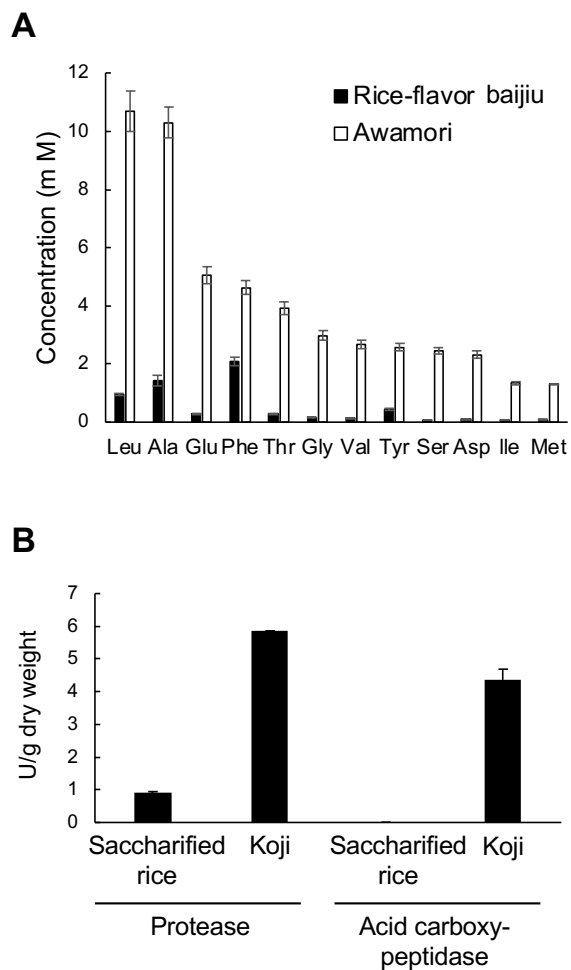 A
Concentration (m M)
12
10
8
6
4
2
0
Rice-flavor baijiu
Awamori
Leu Ala Glu Phe Thr Gly Val Tyr Ser Asp Ile Met
B
U/g dry weight
7
6
5
4
3
2
1
0
Saccharified
rice
Koji
Saccharified
rice
Koji
Protease
Acid carboxy-
peptidase